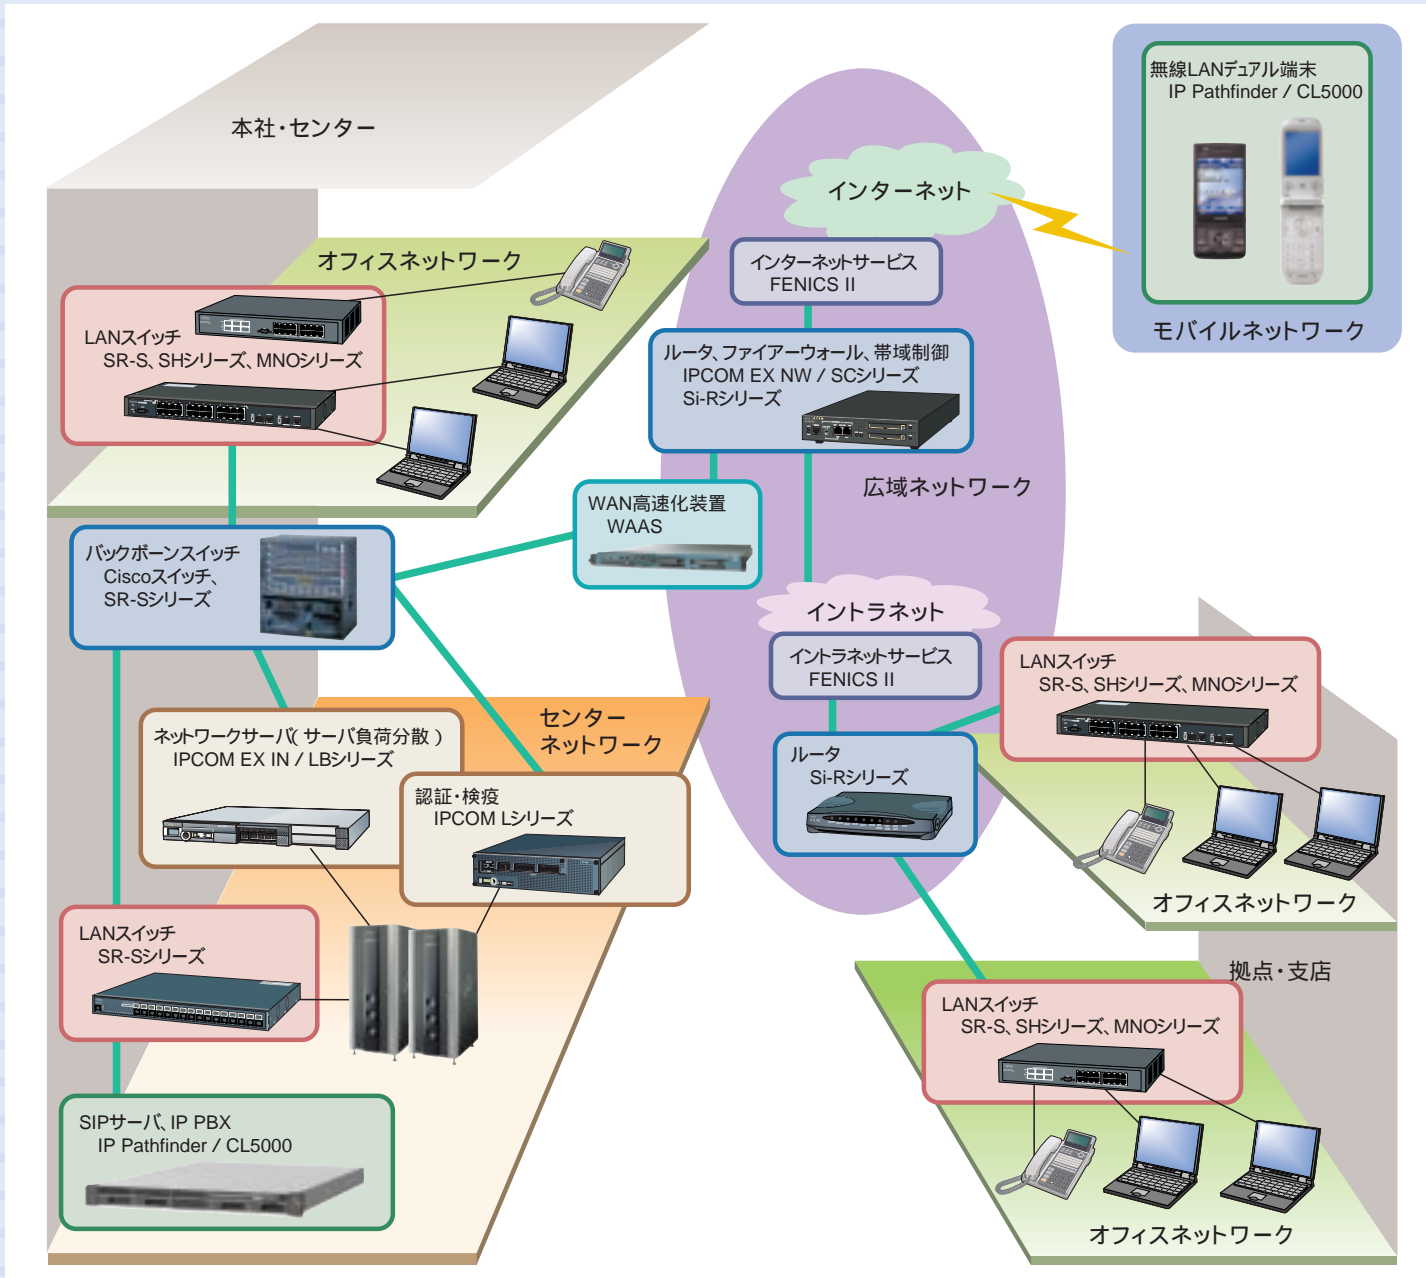 本社・センター
オフィスネットワーク
LANスイッチ
SR-S、SHシリーズ、MNOシリーズ
バックボーンスイッチ
Ciscoスイッチ、
SR-Sシリーズ
センター
ネットワーク
ネットワークサーバ( サーバ負荷分散 )
IPCOM EX IN / LBシリーズ
認証・検疫
IPCOM Lシリーズ
LANスイッチ
SR-Sシリーズ
SIPサーバ、IP PBX
IP Pathfinder / CL5000
インターネット
インターネットサービス
FENICS II
ルータ、ファイアーウォール、帯域制御
IPCOM EX NW / SCシリーズ
Si-Rシリーズ
広域ネットワーク
WAN高速化装置
WAAS
イントラネット
イントラネットサービス
FENICS II
ルータ
Si-Rシリーズ
無線LANデュアル端末
IP Pathfinder / CL5000
モバイルネットワーク
LANスイッチ
SR-S、SHシリーズ、MNOシリーズ
オフィスネットワーク
拠点・支店
LANスイッチ
SR-S、SHシリーズ、MNOシリーズ
オフィスネットワーク